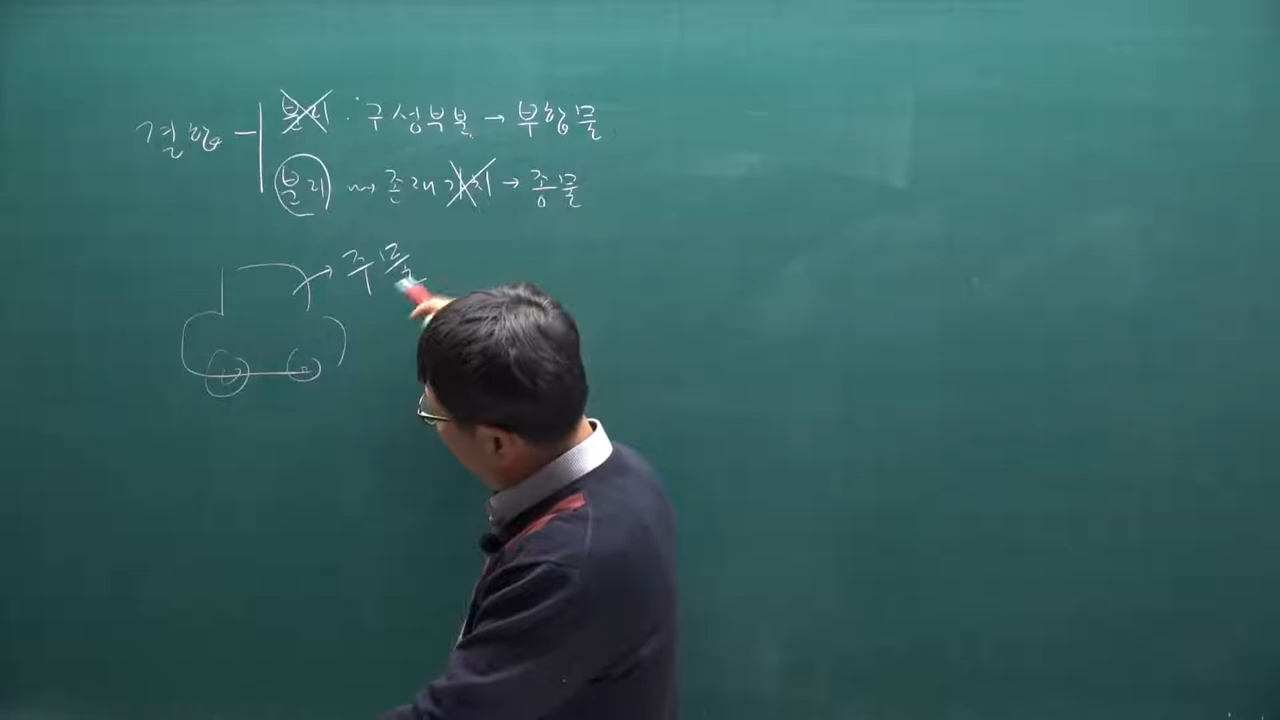 결합
분리 · 구성부분 → 부합물
분리 존재 가치 → 종물
→ 주물